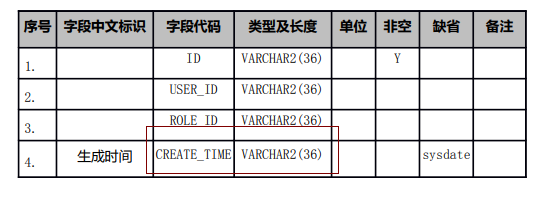 序号 字段中文标识 字段代码 类型及长度 单位 非空 缺省 备注
1. ID VARCHAR2(36) Y
2. USER_ID VARCHAR2(36)
3. ROLE_ID VARCHAR2(36)
4. 生成时间 CREATE_TIME VARCHAR2(36) sysdate